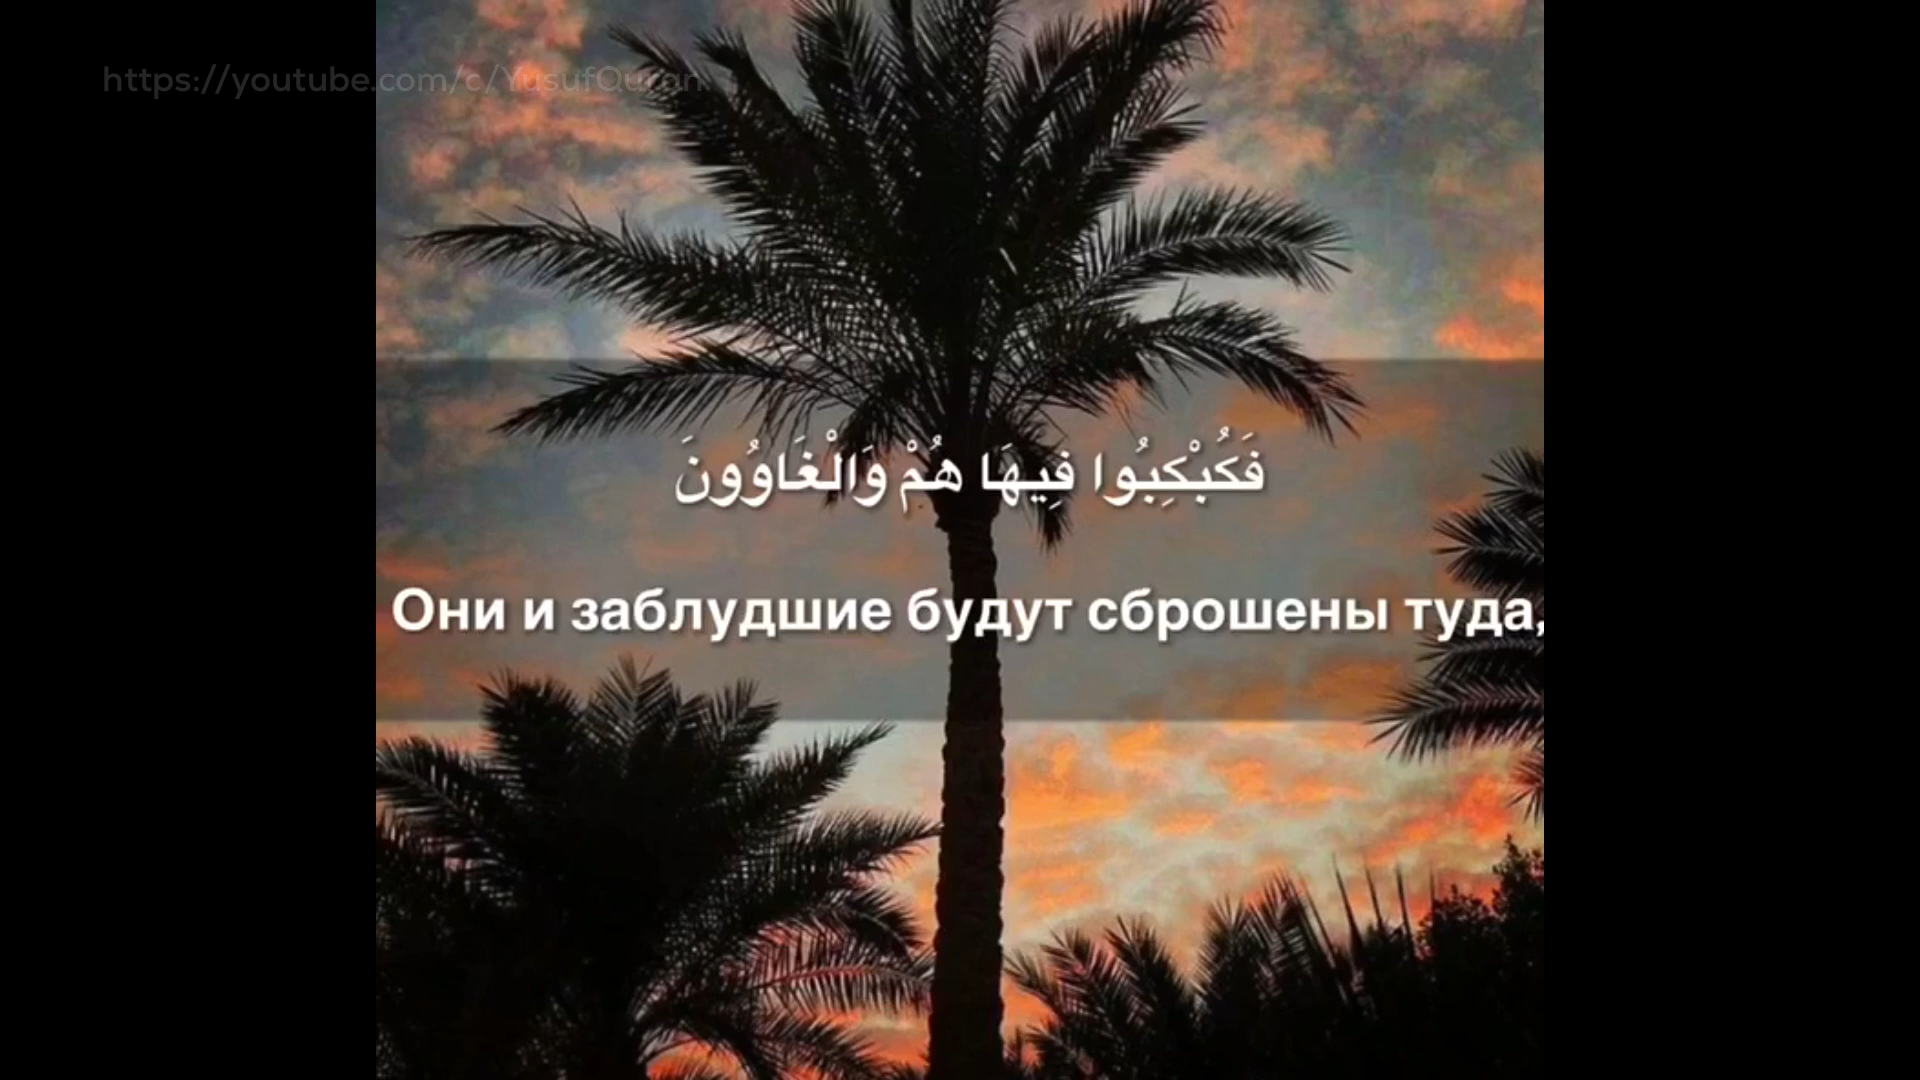 https://youtube.com/c/YusufQuran
فَكُبْكِبُوا فِيهَا هُمْ وَالْغَاوُونَ
Они и заблудшие будут сброшены туда,